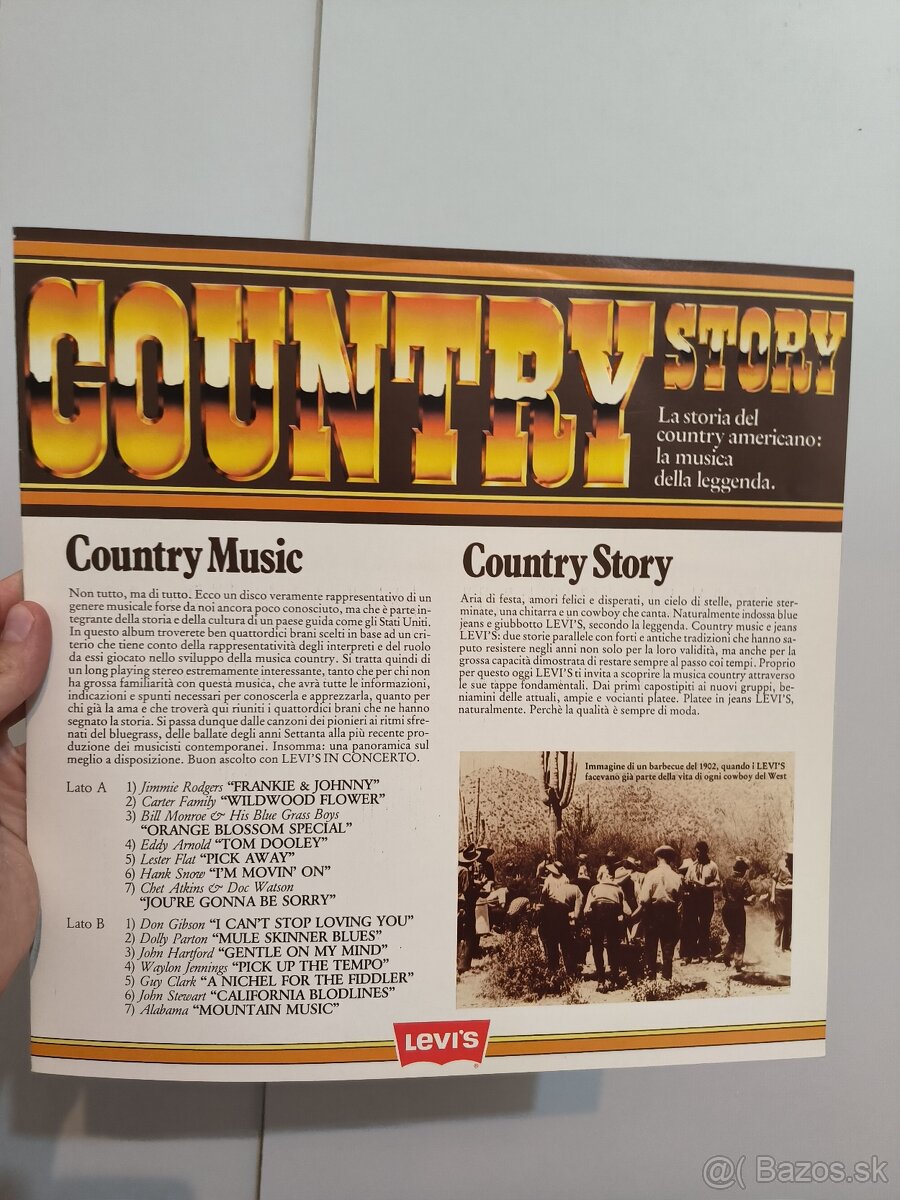 COUNTRY STORY
La storia del
country americano:
la musica
della leggenda.
Country Music
Non tutto, ma di tutto. Ecco un disco veramente rappresentativo di un
genere musicale forse da noi ancora poco conosciuto, ma che è parte in-
tegrante della storia e della cultura di un paese guida come gli Stati Uniti.
In questo album troverete ben quattordici brani scelti in base ad un cri-
terio che tiene conto della rappresentatività degli interpreti e del ruolo
da essi giocato nello sviluppo della musica country. Si tratta quindi di
un long playing stereo estremamente interessante, tanto che per chi non
ha grossa familiarità con questa musica, che avrà tutte le informazioni,
indicazioni e spunti necessari per conoscerla e apprezzarla, quanto per
chi già la ama e che troverà qui riuniti i quattordici brani che ne hanno
segnato la storia. Si passa dunque dalle canzoni dei pionieri ai ritmi sfre-
nati del bluegrass, delle ballate degli anni Settanta alla più recente pro-
duzione dei musicisti contemporanei. Insomma: una panoramica sul
meglio a disposizione. Buon ascolto con LEVI'S IN CONCERTO.
Lato A 1) Jimmie Rodgers “FRANKIE & JOHNNY”
2) Carter Family “WILDWOOD FLOWER”
3) Bill Monroe & His Blue Grass Boys
“ORANGE BLOSSOM SPECIAL”
4) Eddy Arnold “TOM DOOLEY”
5) Lester Flat “PICK AWAY”
6) Hank Snow “I'M MOVIN' ON”
7) Chet Atkins & Doc Watson
“JOU'RE GONNA BE SORRY”
Lato B 1) Don Gibson “I CAN'T STOP LOVING YOU”
2) Dolly Parton “MULE SKINNER BLUES”
3) John Hartford “GENTLE ON MY MIND”
4) Waylon Jennings “PICK UP THE TEMPO”
5) Guy Clark “A NICHEL FOR THE FIDDLER”
6) John Stewart “CALIFORNIA BLODLINES”
7) Alabama “MOUNTAIN MUSIC”
Country Story
Aria di festa, amori felici e disperati, un cielo di stelle, praterie ster-
minate, una chitarra e un cowboy che canta. Naturalmente indossa blue
jeans e giubbotto LEVI'S, secondo la leggenda. Country music e jeans
LEVI'S: due storie parallele con forti e antiche tradizioni che hanno sa-
puto resistere negli anni non solo per la loro validità, ma anche per la
grossa capacità dimostrata di restare sempre al passo coi tempi. Proprio
per questo oggi LEVI'S ti invita a scoprire la musica country attraverso
le sue tappe fondamentali. Dai primi capostipiti ai nuovi gruppi, be-
niamini delle attuali, ampie e vocianti platee. Platee in jeans LEVI'S,
naturalmente. Perchè la qualità è sempre di moda.
Immagine di un barbecue del 1902, quando i LEVI'S
facevano già parte della vita di ogni cowboy del West
LEVI'S
®
@( Bazos.sk